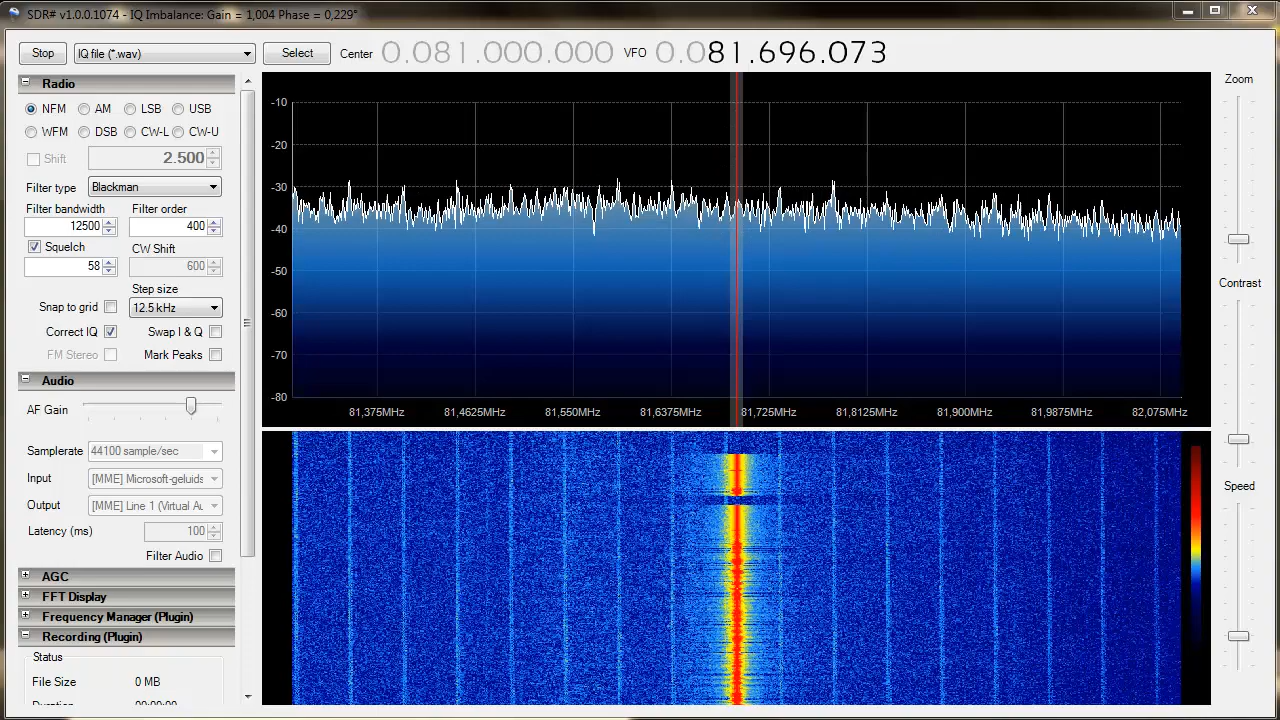 SDR# v1.0.0.1074 - IQ Imbalance: Gain = 1,004 Phase = 0,229°
Stop IQ file (*.wav) Select Center 0.081.000.000 VFO 0.081.696.073
Radio
NFM AM LSB USB
WFM DSB CW-L CW-U
Shift 2.500
Filter type Blackman
Filter bandwidth Filter order
12500 400
Squelch CW Shift
58 600
Step size
Snap to grid 12.5 kHz
Correct IQ Swap I & Q
FM Stereo Mark Peaks
Audio
AF Gain
Samplerate 44100 sample/sec
Input [MME] Microsoft-geluids
Output [MME] Line 1 (Virtual Au
Latency (ms) 100
Filter Audio
AGC
FFT Display
Frequency Manager (Plugin)
Recording (Plugin)
Status
File Size 0 MB
Duration 00:00:00
-10
-20
-30
-40
-50
-60
-70
-80
81,375MHz 81,4625MHz 81,550MHz 81,6375MHz 81,725MHz 81,8125MHz 81,900MHz 81,9875MHz 82,075MHz
Zoom
Contrast
Speed